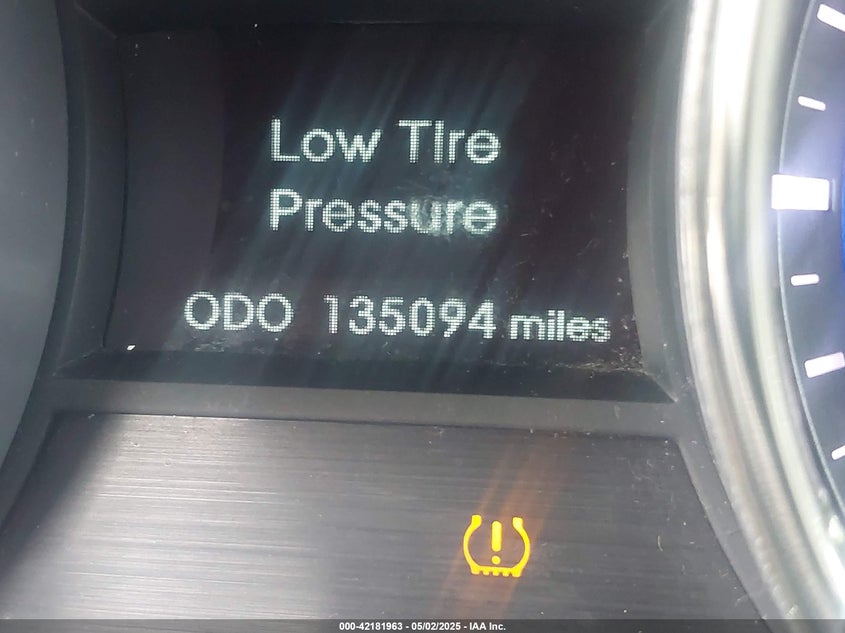 Low Tire
Pressure
ODO 135094 miles
000-42181963 - 05/02/2025 - IAA Inc.